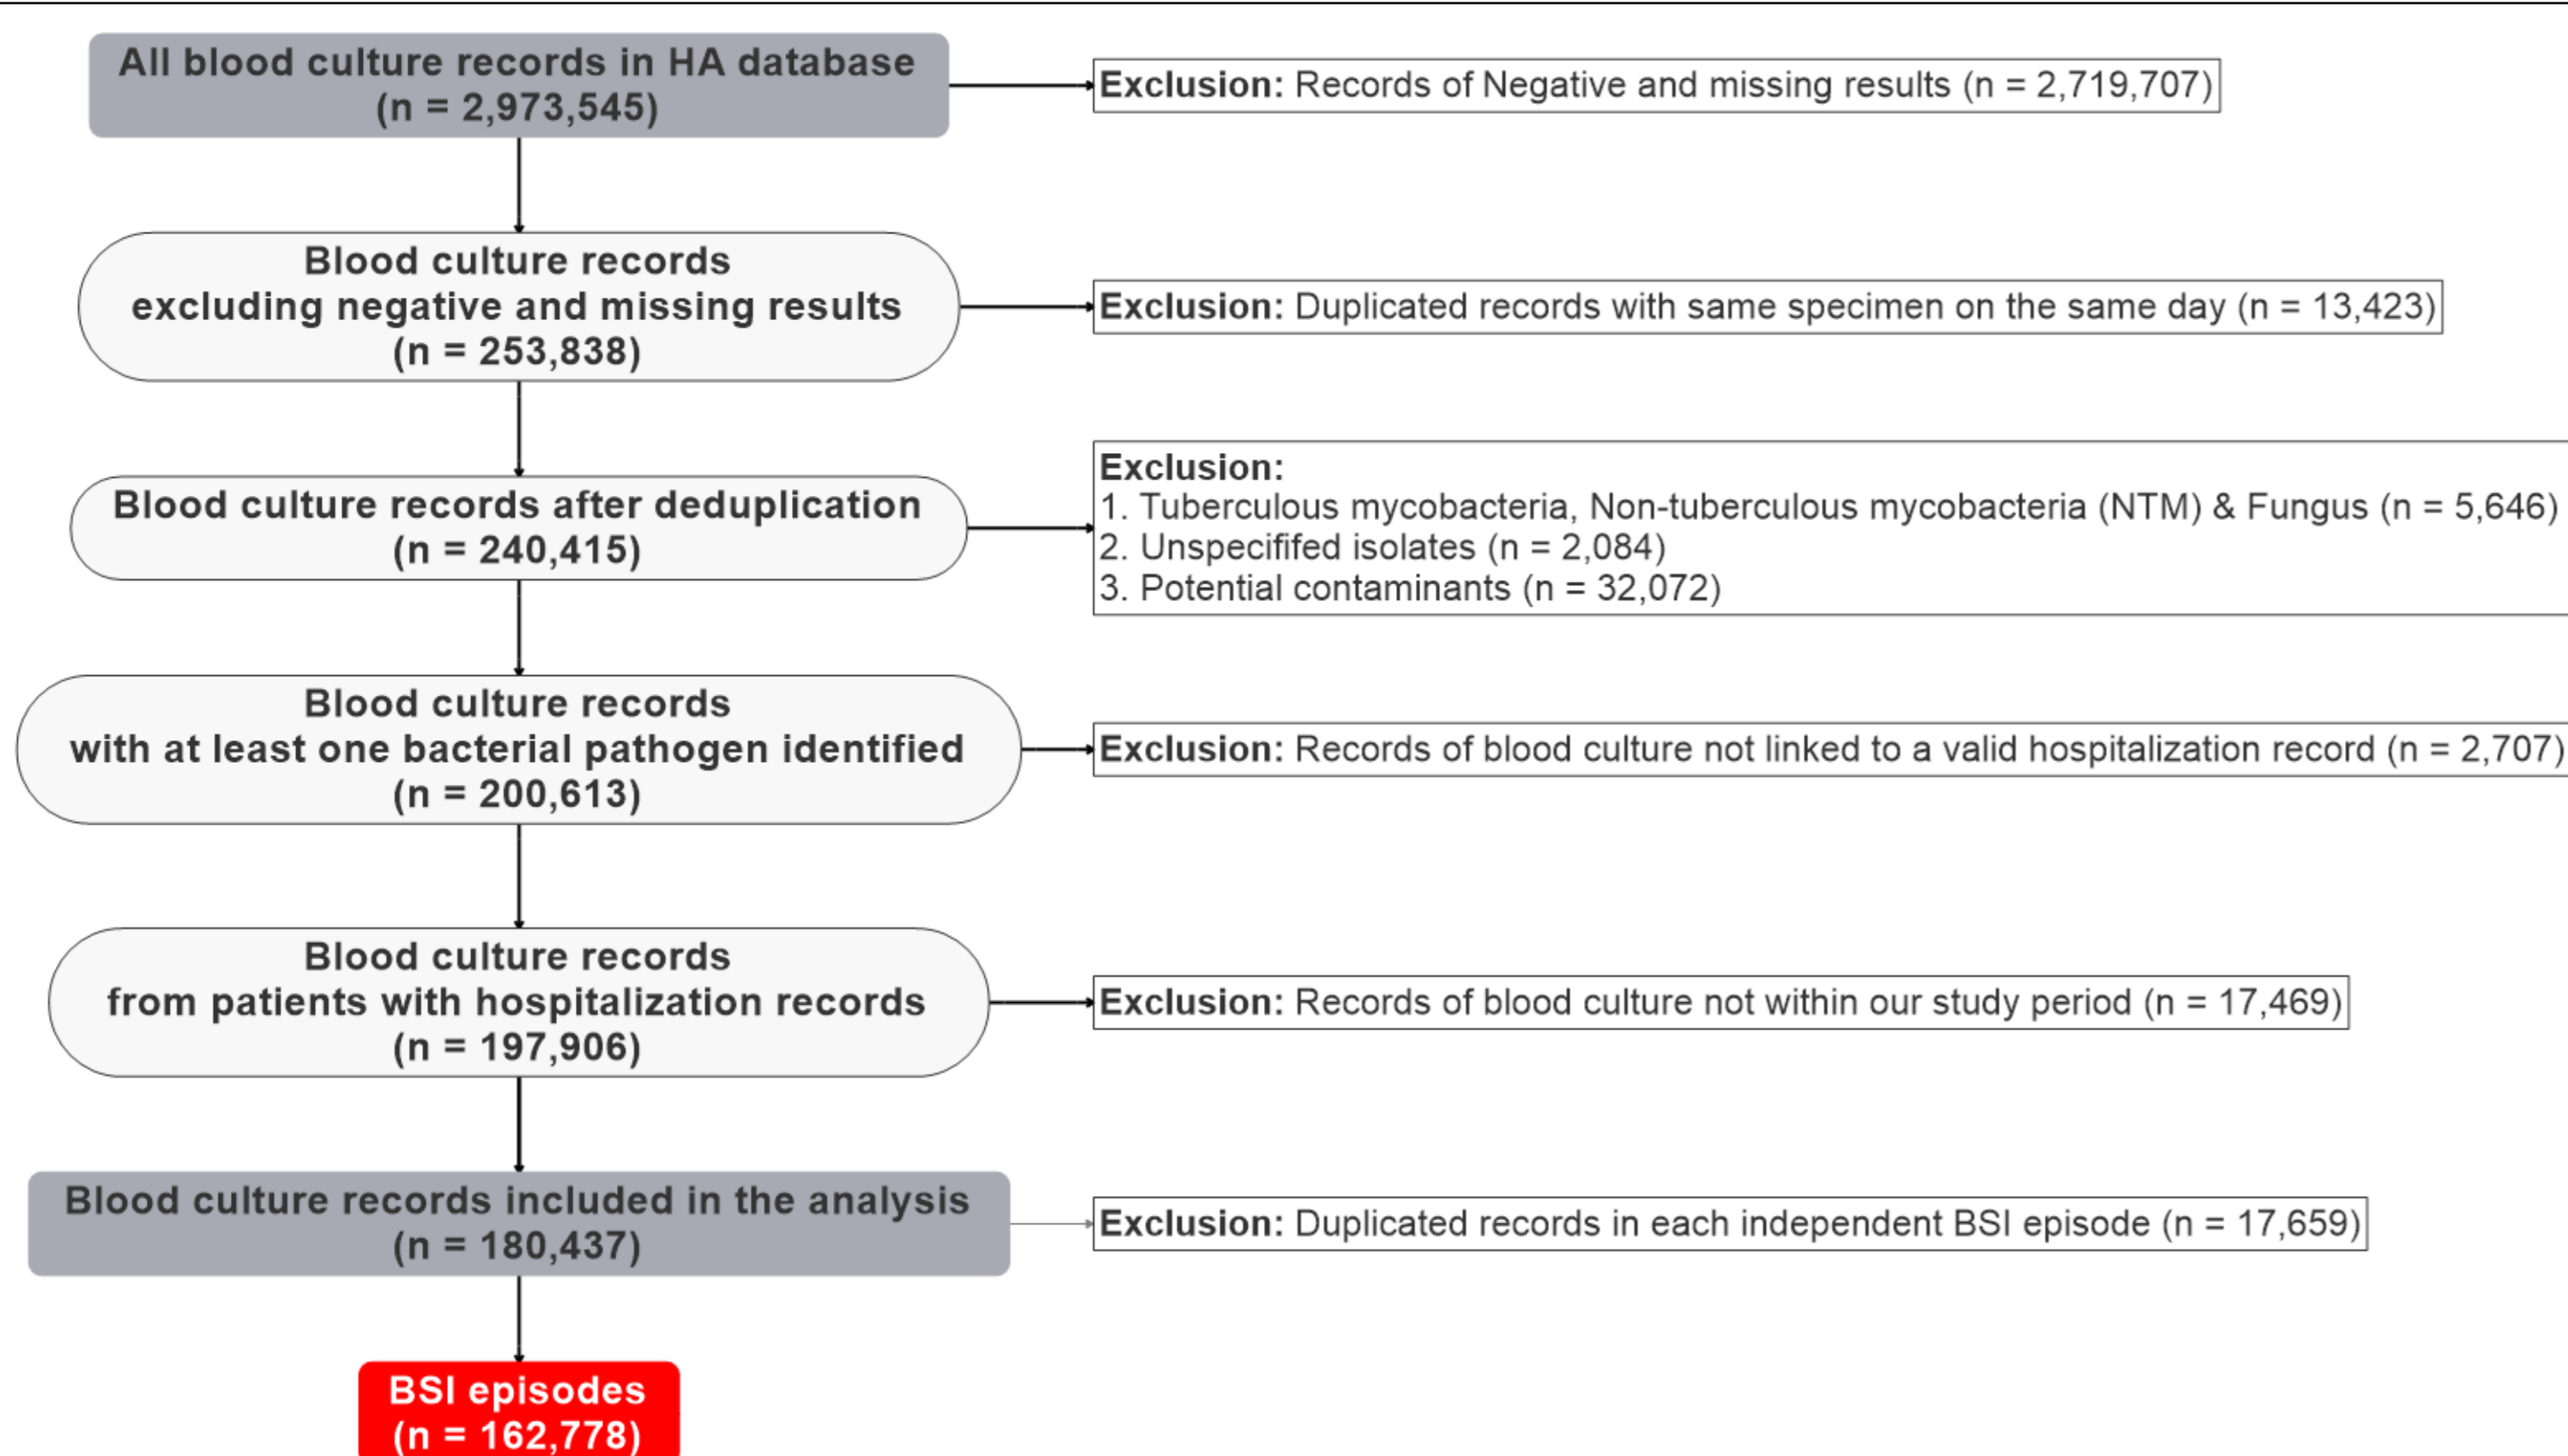 All blood culture records in HA database
(n = 2,973,545)
Exclusion: Records of Negative and missing results (n = 2,719,707)
Blood culture records
excluding negative and missing results
(n = 253,838)
Exclusion: Duplicated records with same specimen on the same day (n = 13,423)
Blood culture records after deduplication
(n = 240,415)
Exclusion:
1. Tuberculous mycobacteria, Non-tuberculous mycobacteria (NTM) & Fungus (n = 5,646)
2. Unspecififed isolates (n = 2,084)
3. Potential contaminants (n = 32,072)
Blood culture records
with at least one bacterial pathogen identified
(n = 200,613)
Exclusion: Records of blood culture not linked to a valid hospitalization record (n = 2,707)
Blood culture records
from patients with hospitalization records
(n = 197,906)
Exclusion: Records of blood culture not within our study period (n = 17,469)
Blood culture records included in the analysis
(n = 180,437)
Exclusion: Duplicated records in each independent BSI episode (n = 17,659)
BSI episodes
(n = 162,778)